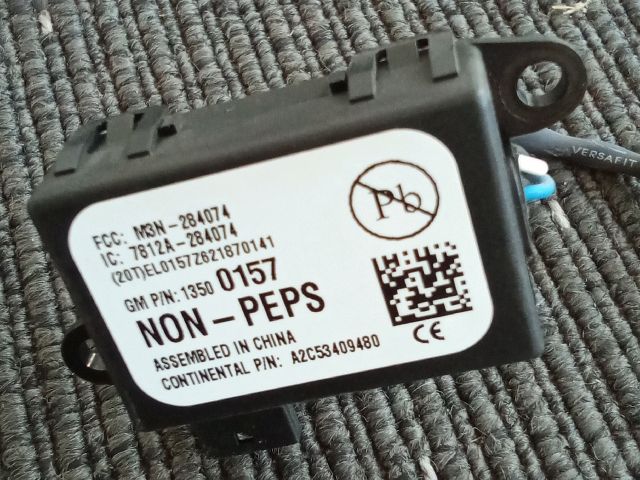 FCC: M3N-284074
IC: 7812A-284074
(20T)EL0157Z621870141
GM P/N: 1350 0157
NON-PEPS
ASSEMBLED IN CHINA
CONTINENTAL P/N: A2C53409480
Pb
CE
VERSAFIT